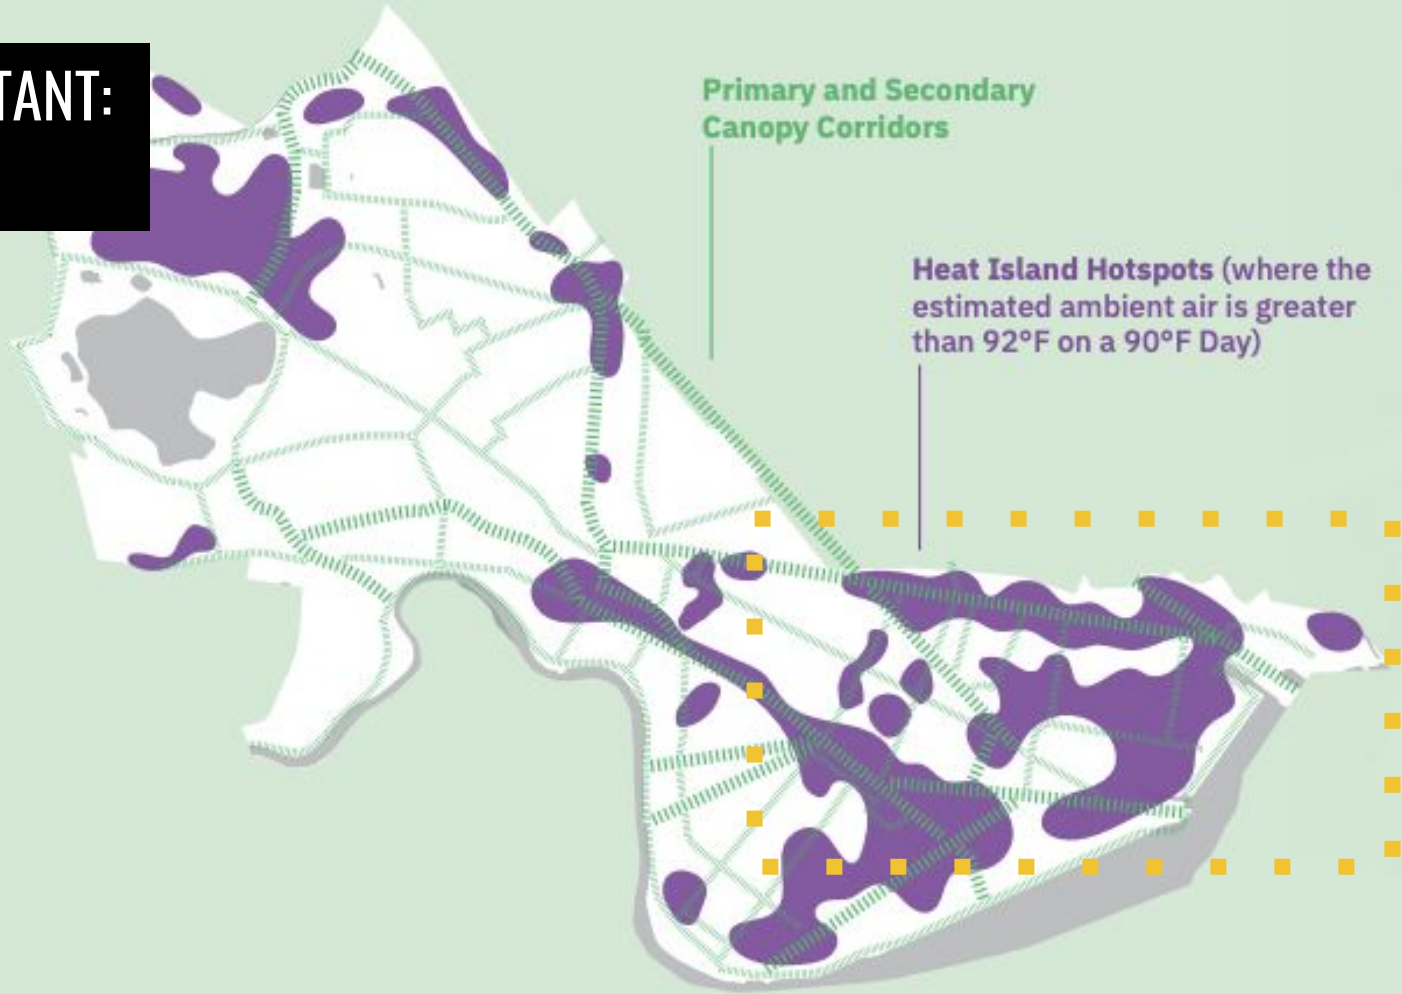 TANT:
Primary and Secondary
Canopy Corridors
Heat Island Hotspots (where the
estimated ambient air is greater
than 92°F on a 90°F Day)